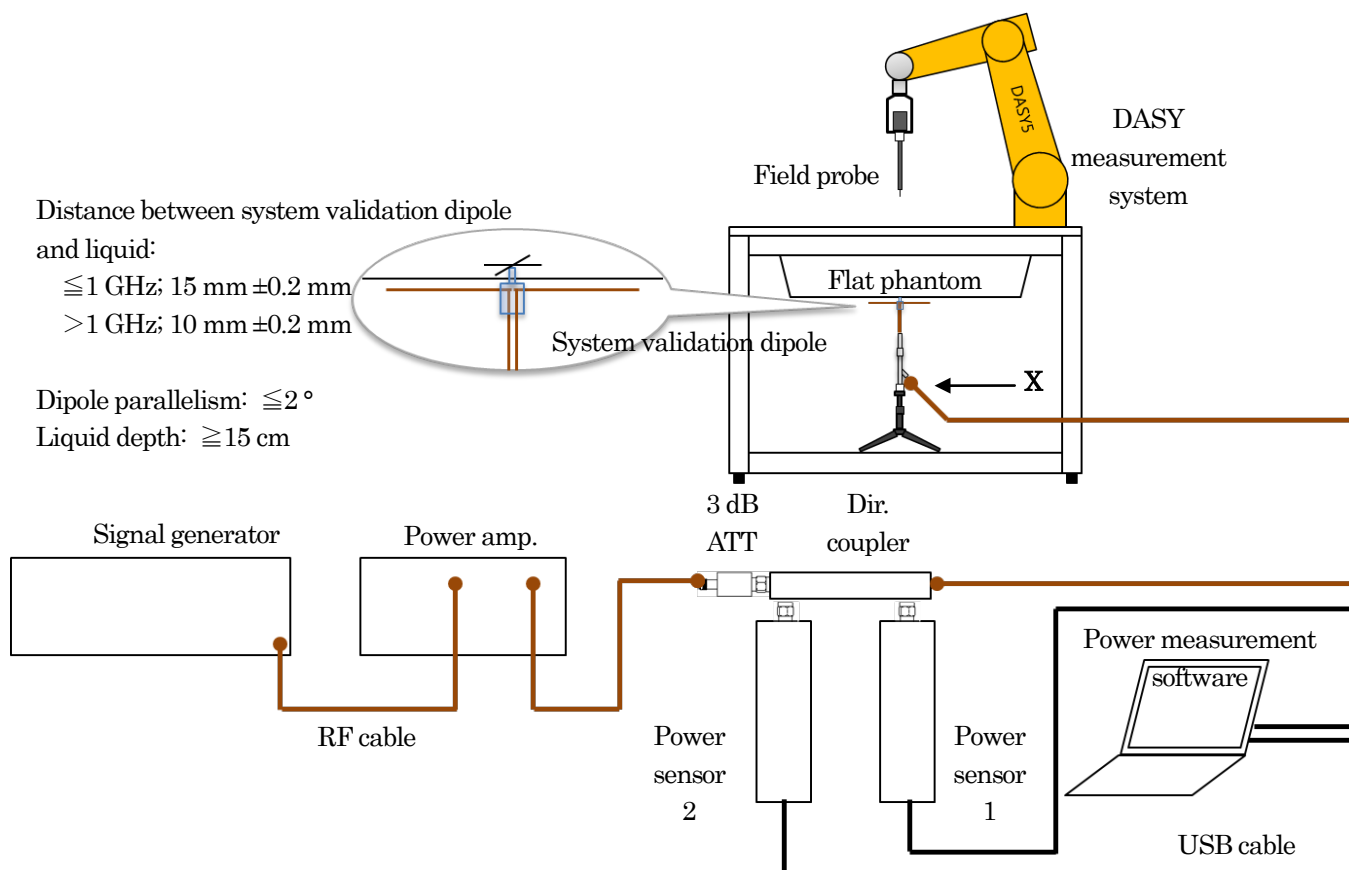 DASY5
DASY
measurement
system
Field probe
Distance between system validation dipole
and liquid:
≦1 GHz; 15 mm ±0.2 mm
>1 GHz; 10 mm ±0.2 mm
Flat phantom
System validation dipole
X
Dipole parallelism: ≦2°
Liquid depth: ≧15 cm
3 dB
ATT
Dir.
coupler
Signal generator
Power amp.
Power measurement
software
RF cable
Power
sensor
2
Power
sensor
1
USB cable